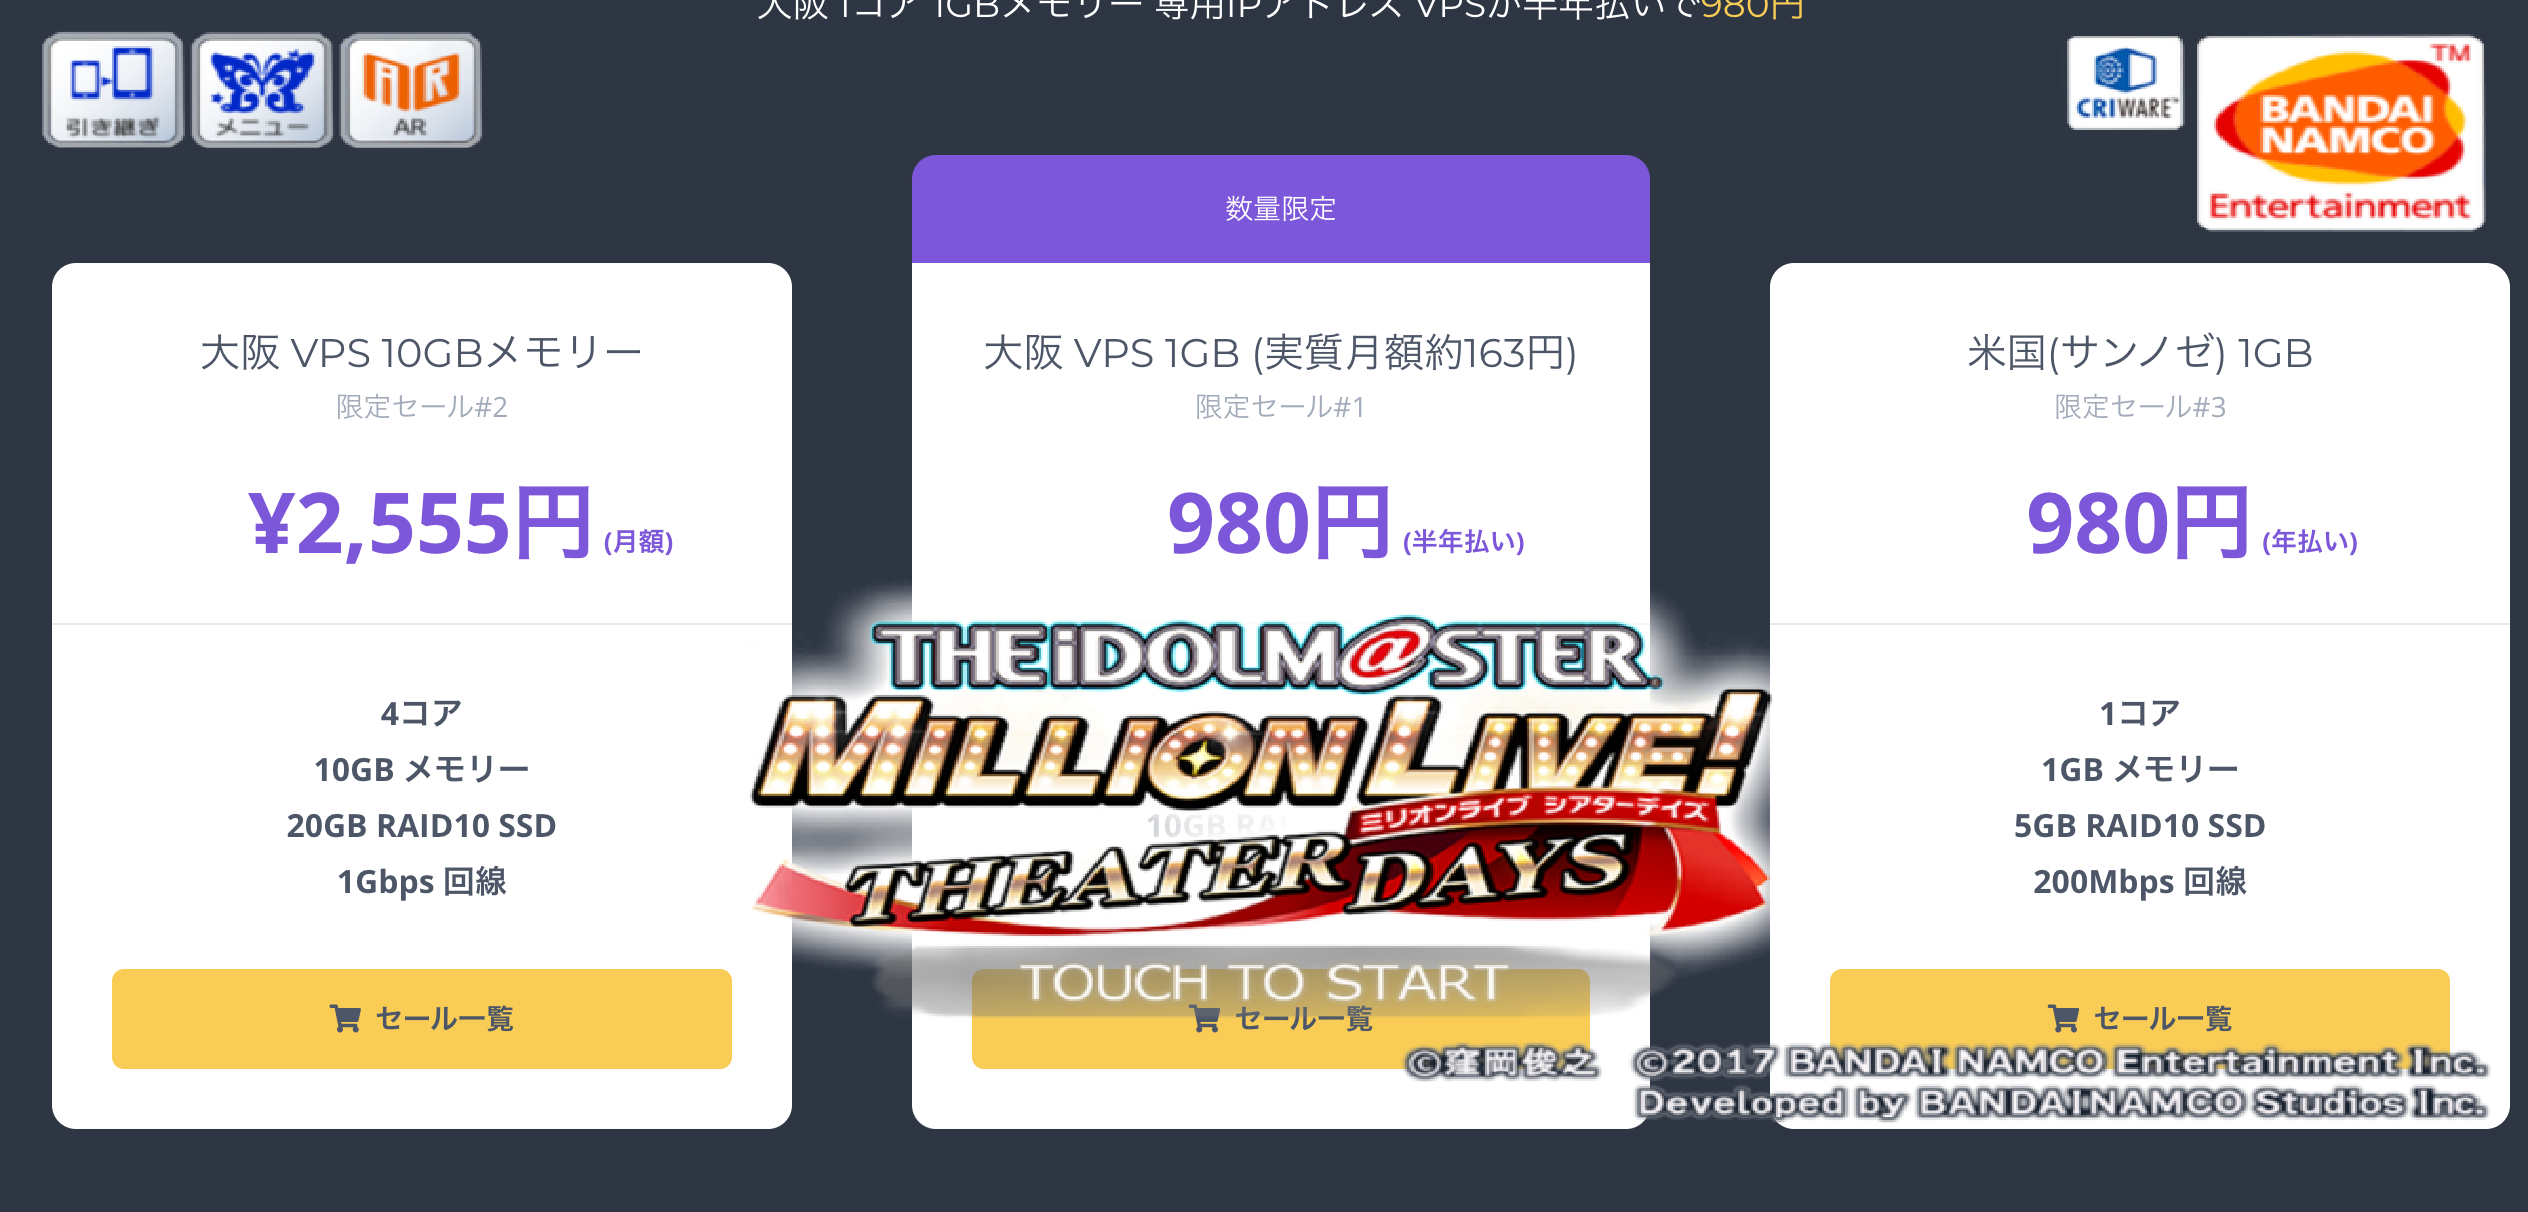 大阪 1コア 1GBメモリー 専用IPアドレス VPSが半年払いで980円
引き継ぎ
メニュー
AR
CRIWARE™
BANDAI
NAMCO
TM
Entertainment
数量限定
大阪 VPS 10GBメモリー
限定セール#2
¥2,555円 (月額)
4コア
10GB メモリー
20GB RAID10 SSD
1Gbps 回線
セール一覧
大阪 VPS 1GB (実質月額約163円)
限定セール#1
980円 (半年払い)
10GB RA
THE iDOLM@STER
MILLION LIVE!
ミリオンライブ シアターデイズ
THEATER DAYS
TOUCH TO START
セール一覧
米国(サンノゼ) 1GB
限定セール#3
980円 (年払い)
1コア
1GB メモリー
5GB RAID10 SSD
200Mbps 回線
セール一覧
©窪岡俊之 ©2017 BANDAI NAMCO Entertainment Inc.
Developed by BANDAI NAMCO Studios Inc.